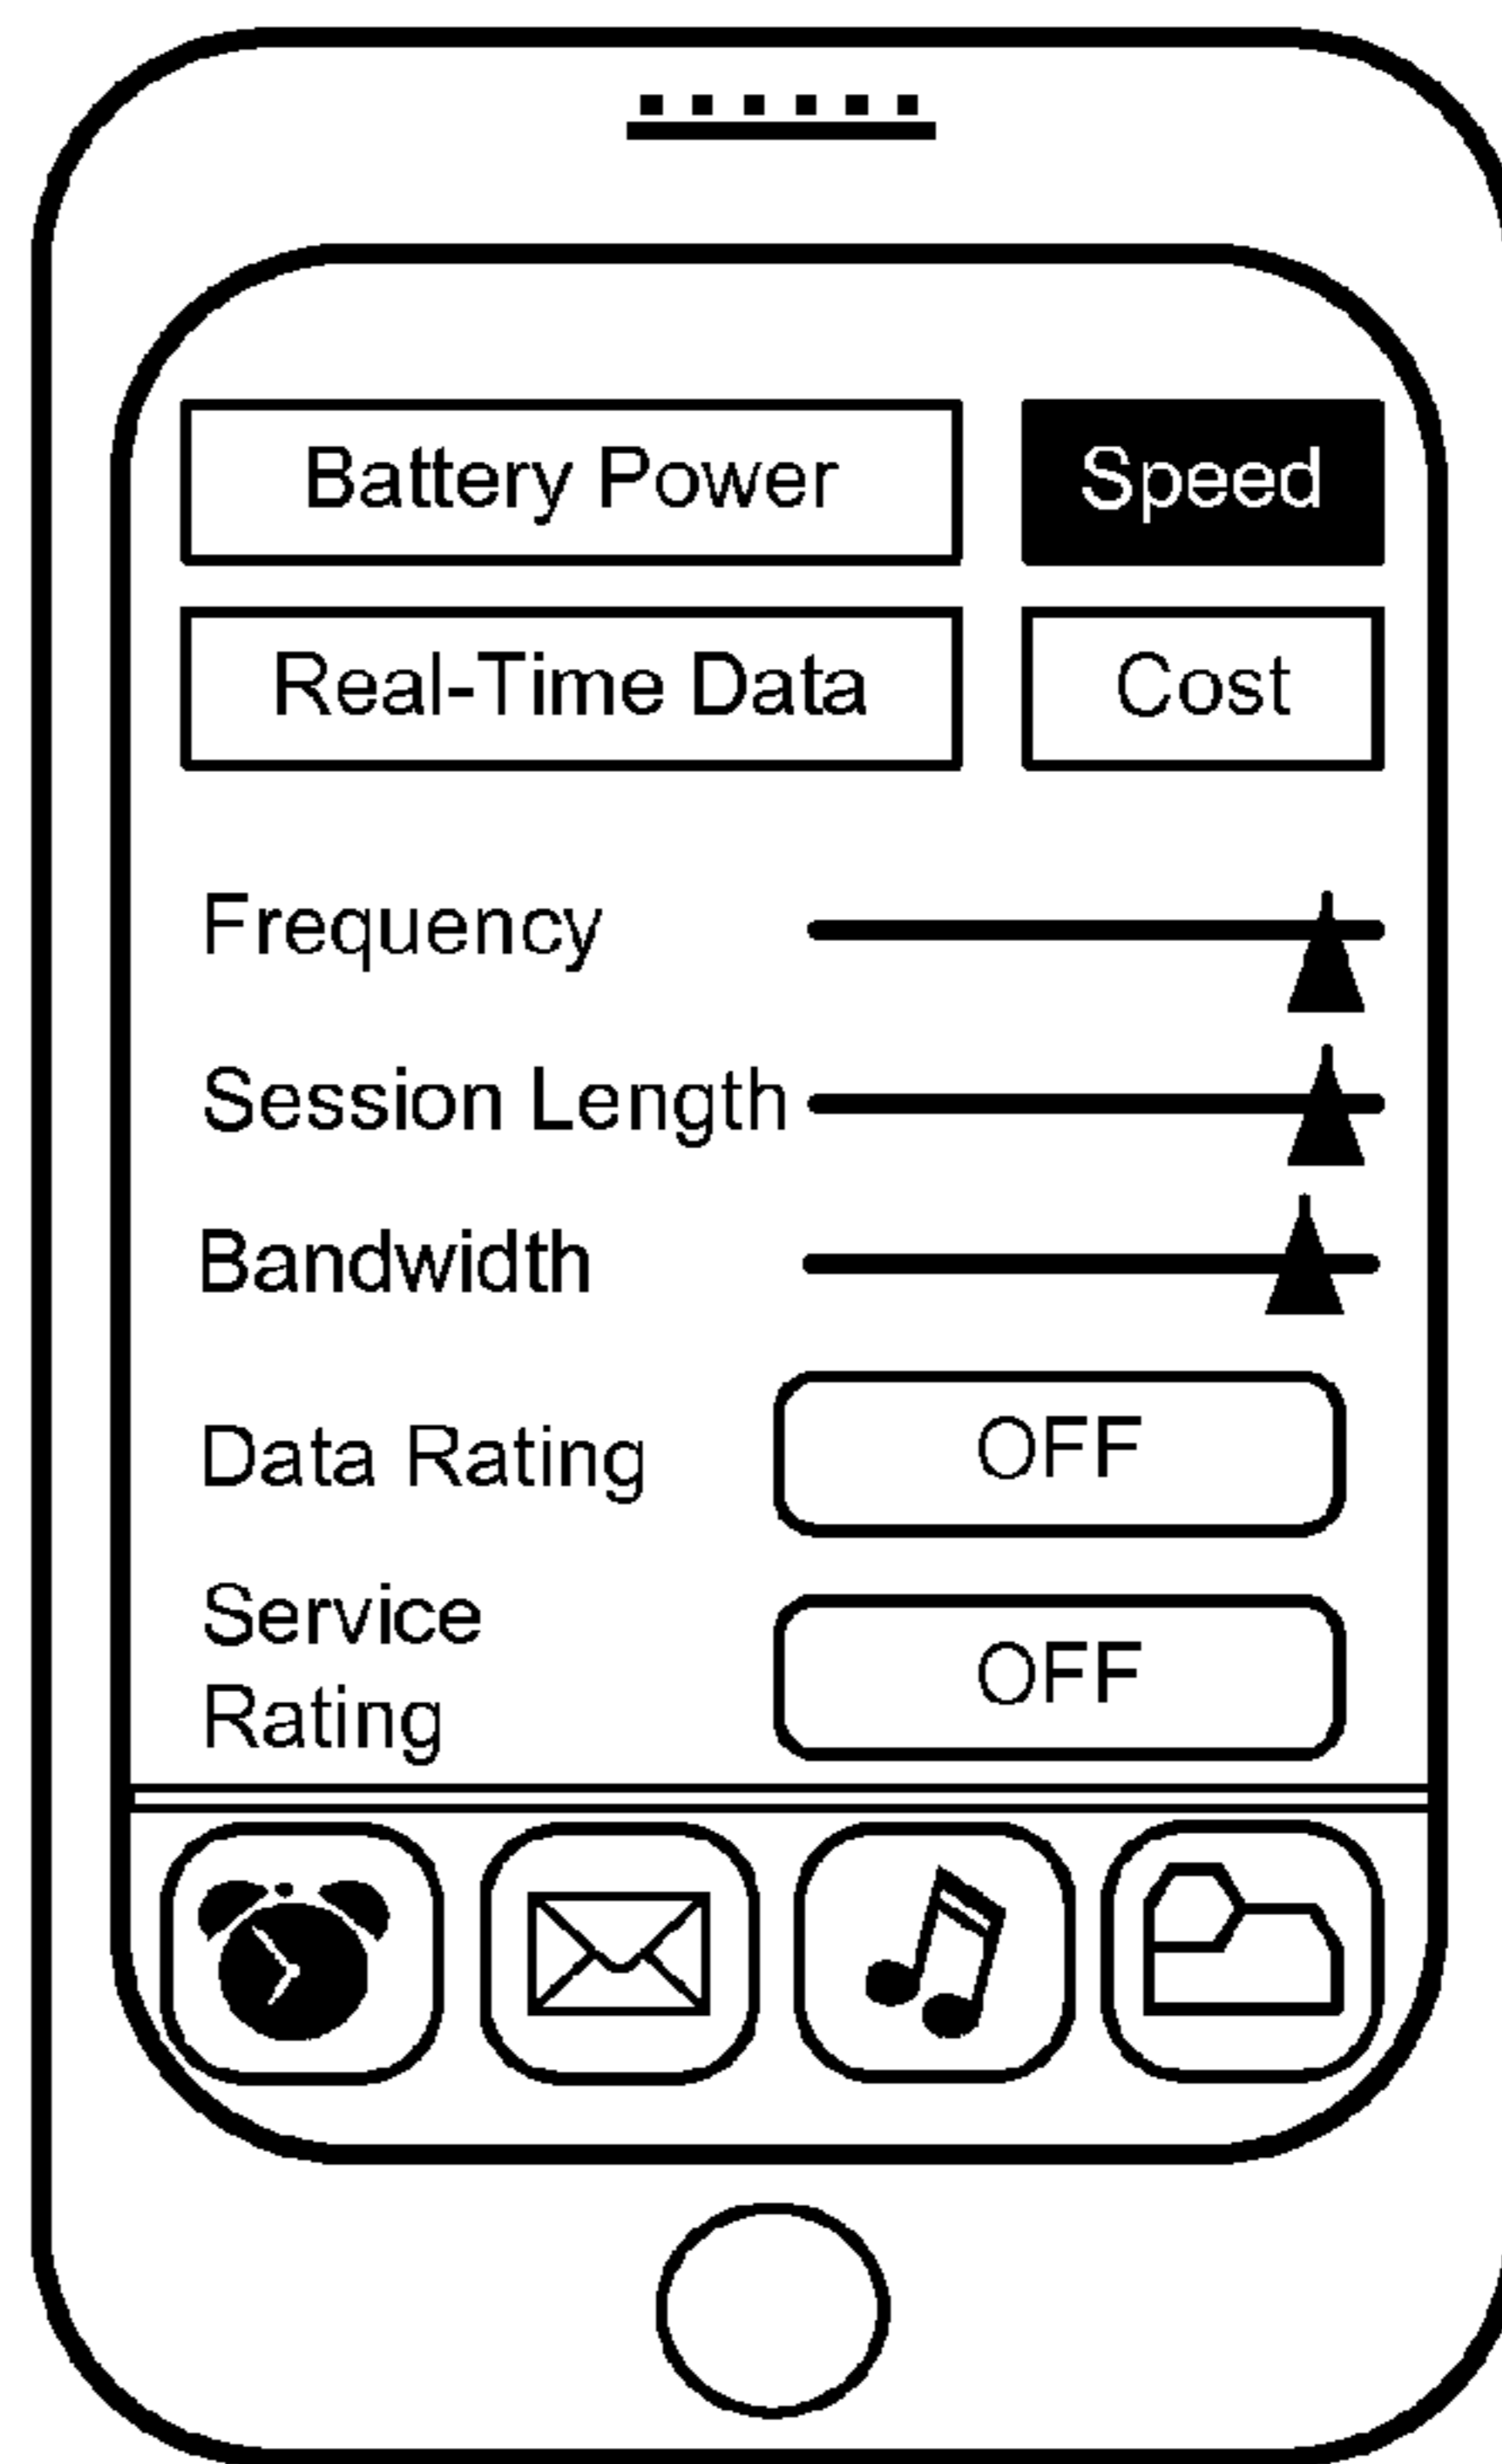 Battery Power
Speed
Real-Time Data
Cost
Frequency
Session Length
Bandwidth
Data Rating
OFF
Service
Rating
OFF